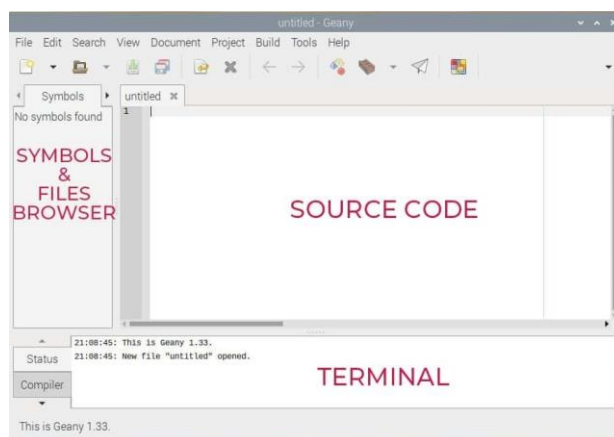 untitled - Geany
File Edit Search View Document Project Build Tools Help
Symbols
untitled
No symbols found
1
SYMBOLS
&
FILES
BROWSER
SOURCE CODE
21:08:45: This is Geany 1.33.
21:08:45: New file "untitled" opened.
Status
Compiler
TERMINAL
This is Geany 1.33.